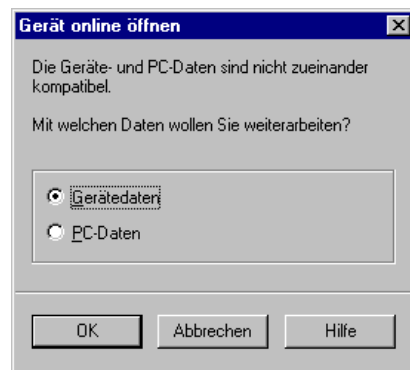 Gerät online öffnen
Die Geräte- und PC-Daten sind nicht zueinander
kompatibel.
Mit welchen Daten wollen Sie weiterarbeiten?
Gerätedaten
PC-Daten
OK Abbrechen Hilfe